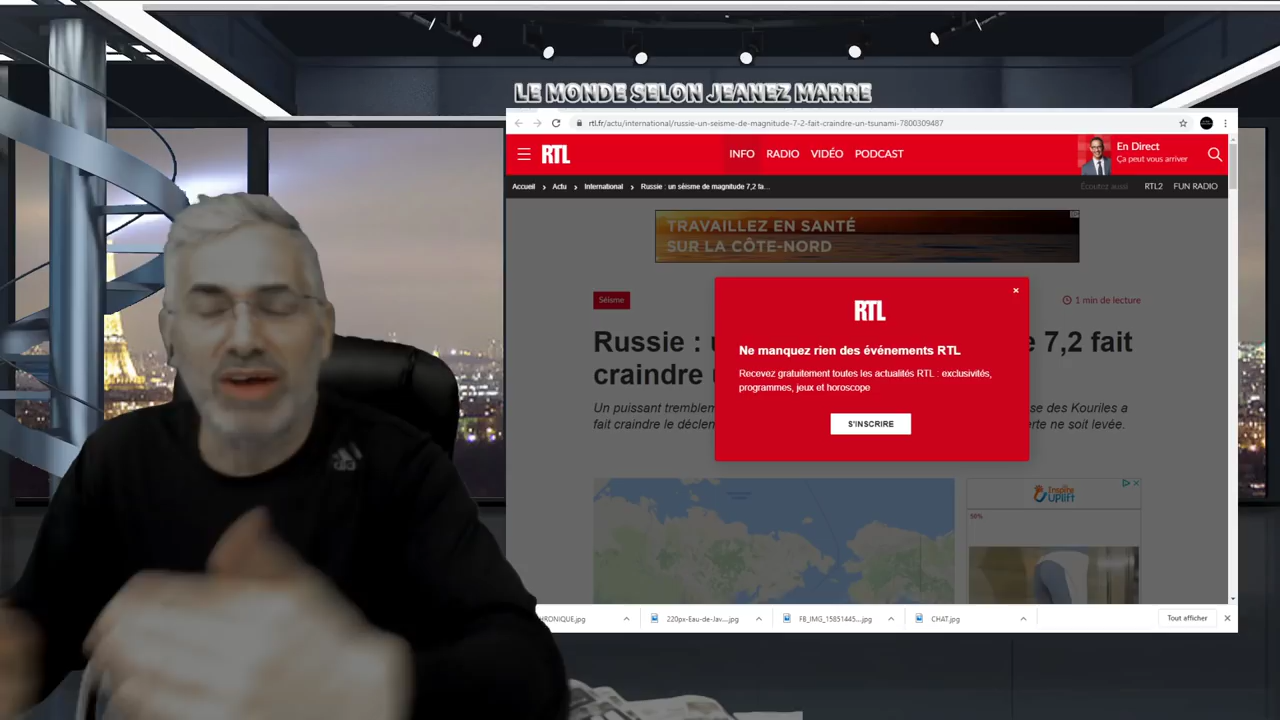 LE MONDE SELON JEANEZ MARRE
rtl.fr/actu/international/russie-un-seisme-de-magnitude-7-2-fait-craindre-un-tsunami-7800309487
RTL
INFO RADIO VIDÉO PODCAST
En Direct
Ça peut vous arriver
Accueil > Actu > International > Russie : un séisme de magnitude 7,2 fa...
Écoutez aussi RTL2 FUN RADIO
TRAVAILLEZ EN SANTÉ
SUR LA CÔTE-NORD
Séisme
1 min de lecture
Russie : 7,2 fait
craindre
Un puissant se des Kouriles a
fait craindre le ne soit levée.
RTL
×
Ne manquez rien des événements RTL
Recevez gratuitement toutes les actualités RTL : exclusivités,
programmes, jeux et horoscope
S'INSCRIRE
Inspire
Uplift
50%
220px-Eau-de-Jav....jpg
FB_IMG_15851445....jpg
CHAT.jpg
Tout afficher
adidas